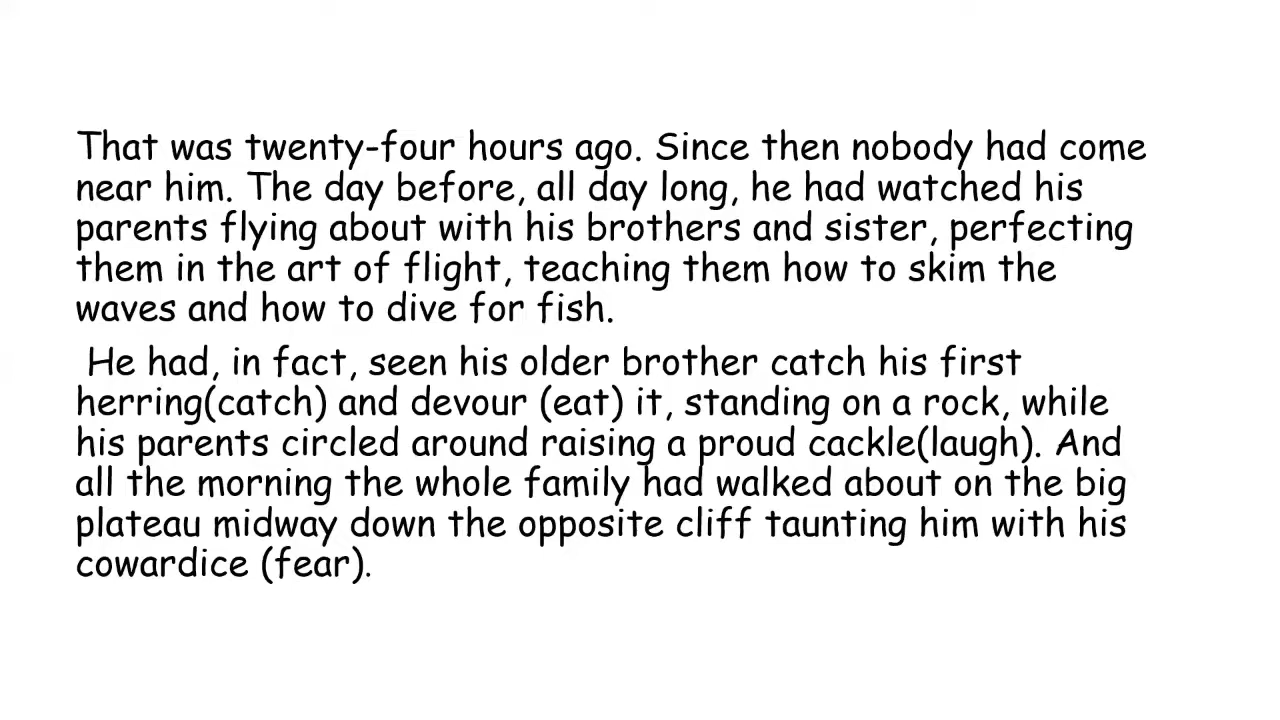 That was twenty-four hours ago. Since then nobody had come
near him. The day before, all day long, he had watched his
parents flying about with his brothers and sister, perfecting
them in the art of flight, teaching them how to skim the
waves and how to dive for fish.
He had, in fact, seen his older brother catch his first
herring(catch) and devour (eat) it, standing on a rock, while
his parents circled around raising a proud cackle(laugh). And
all the morning the whole family had walked about on the big
plateau midway down the opposite cliff taunting him with his
cowardice (fear).